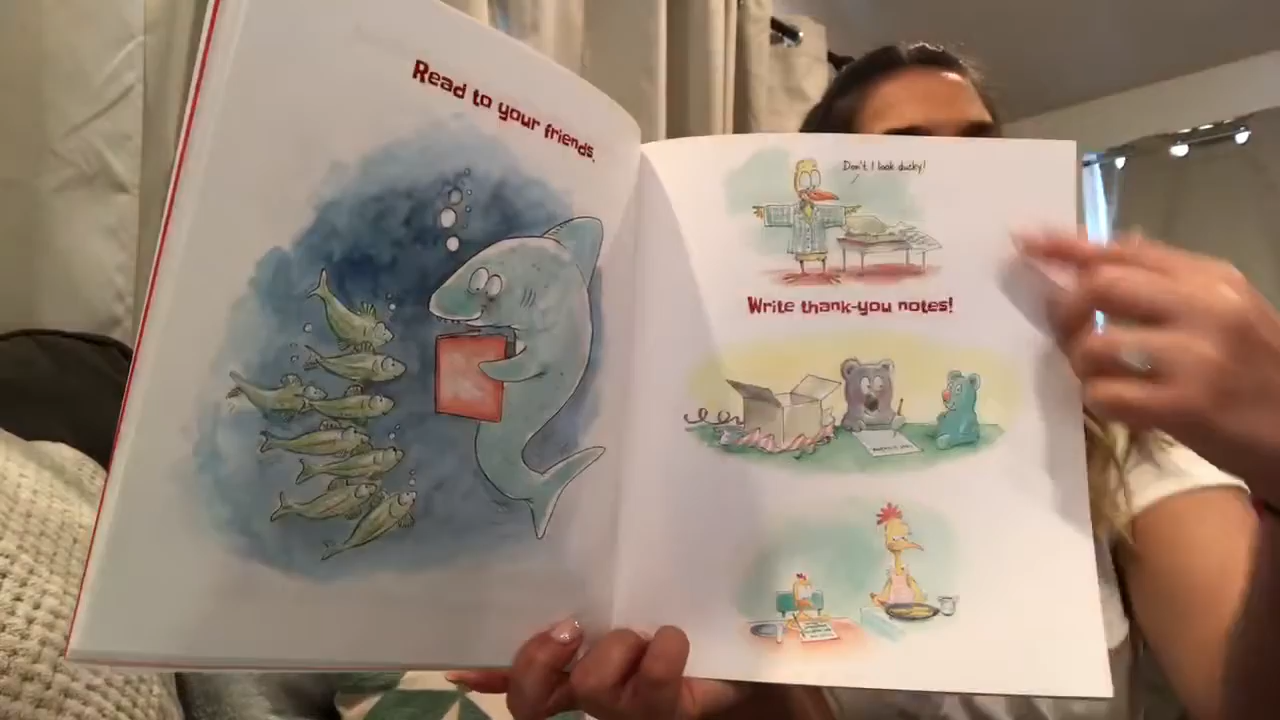 Read to your friends.
Don't I look ducky!
Write thank-you notes!